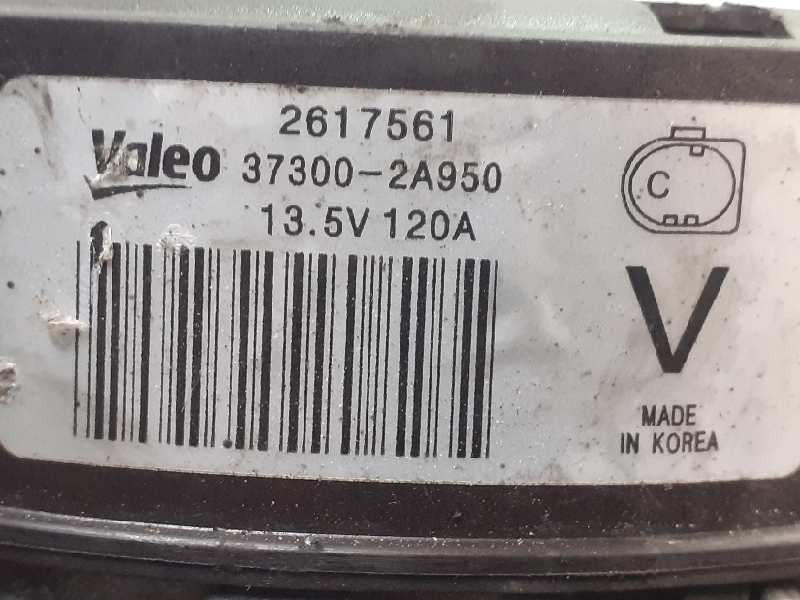 2617561
Valeo 37300-2A950
13.5V 120A
C
V
MADE
IN KOREA